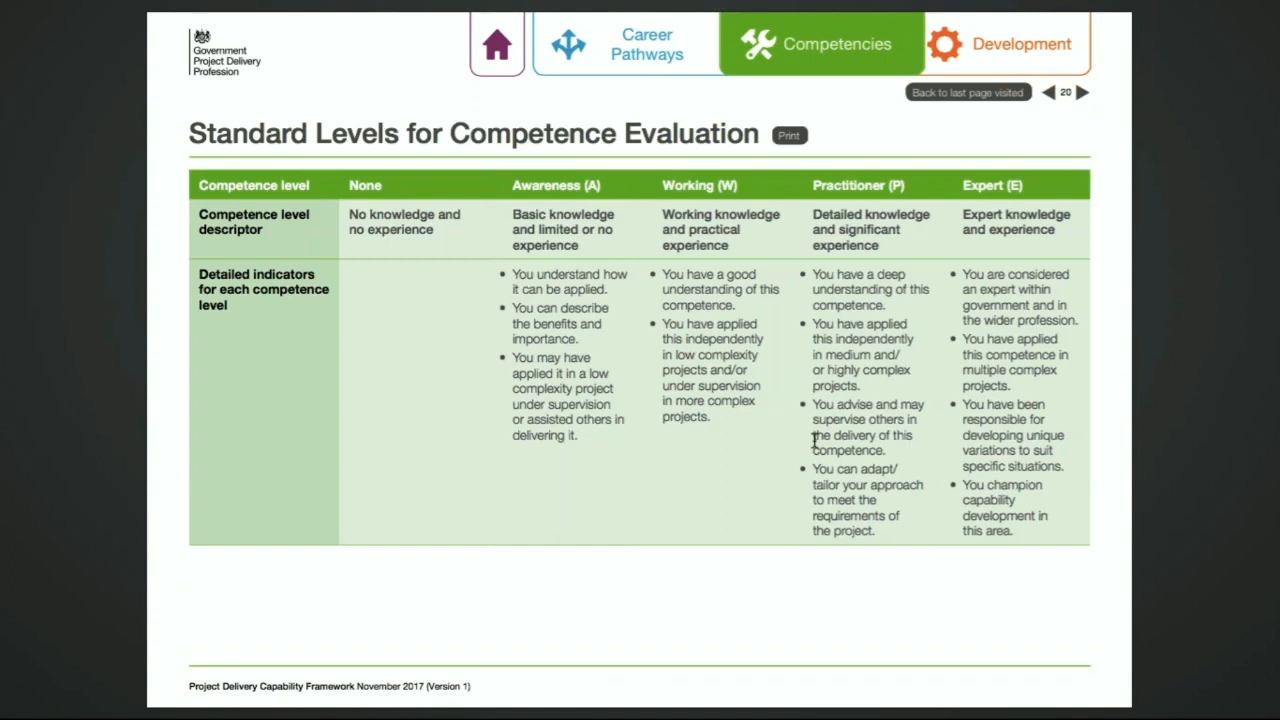 Government
Project Delivery
Profession
Career
Pathways
Competencies
Development
Back to last page visited
20
Standard Levels for Competence Evaluation
Print
Competence level
None
Awareness (A)
Working (W)
Practitioner (P)
Expert (E)
Competence level
descriptor
No knowledge and
no experience
Basic knowledge
and limited or no
experience
Working knowledge
and practical
experience
Detailed knowledge
and significant
experience
Expert knowledge
and experience
Detailed indicators
for each competence
level
• You understand how
it can be applied.
• You can describe
the benefits and
importance.
• You may have
applied it in a low
complexity project
under supervision
or assisted others in
delivering it.
• You have a good
understanding of this
competence.
• You have applied
this independently
in low complexity
projects and/or
under supervision
in more complex
projects.
• You have a deep
understanding of this
competence.
• You have applied
this independently
in medium and/
or highly complex
projects.
• You advise and may
supervise others in
the delivery of this
competence.
• You can adapt/
tailor your approach
to meet the
requirements of
the project.
• You are considered
an expert within
government and in
the wider profession.
• You have applied
this competence in
multiple complex
projects.
• You have been
responsible for
developing unique
variations to suit
specific situations.
• You champion
capability
development in
this area.
Project Delivery Capability Framework November 2017 (Version 1)